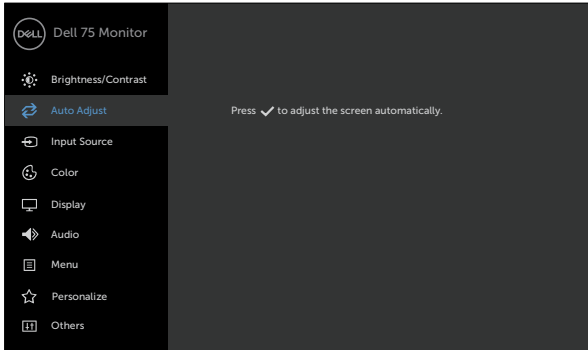 DELL Dell 75 Monitor
Brightness/Contrast
Auto Adjust
Press ✓ to adjust the screen automatically.
Input Source
Color
Display
Audio
Menu
Personalize
Others